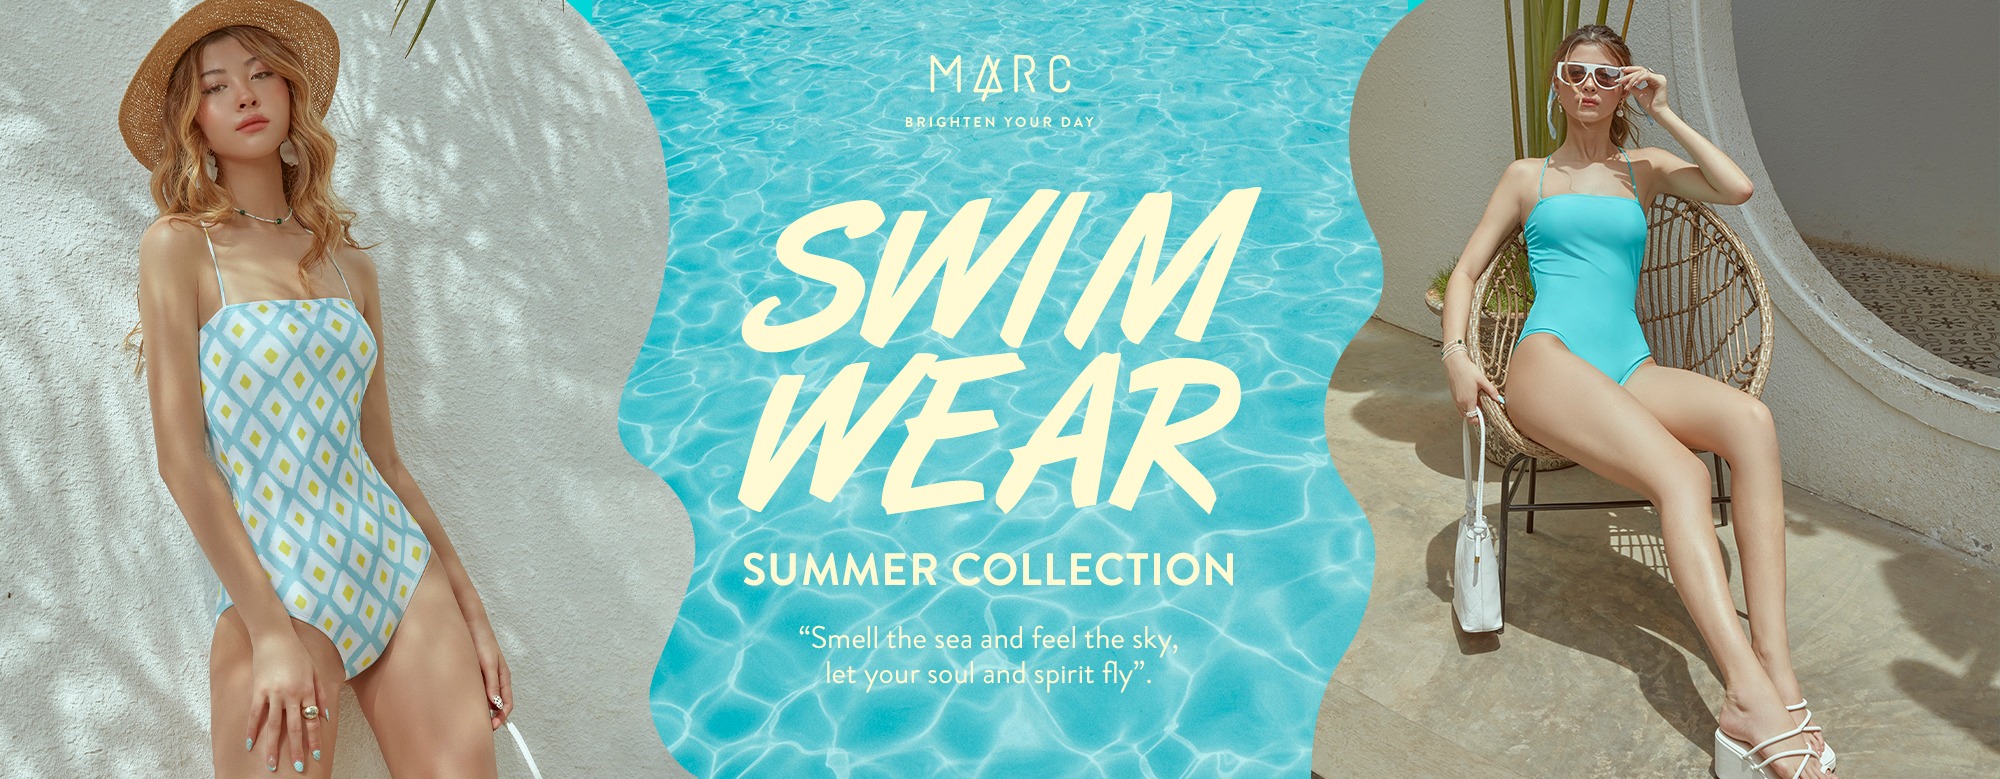 MARC
BRIGHTEN YOUR DAY
SWIM
WEAR
SUMMER COLLECTION
“Smell the sea and feel the sky,
let your soul and spirit fly”.